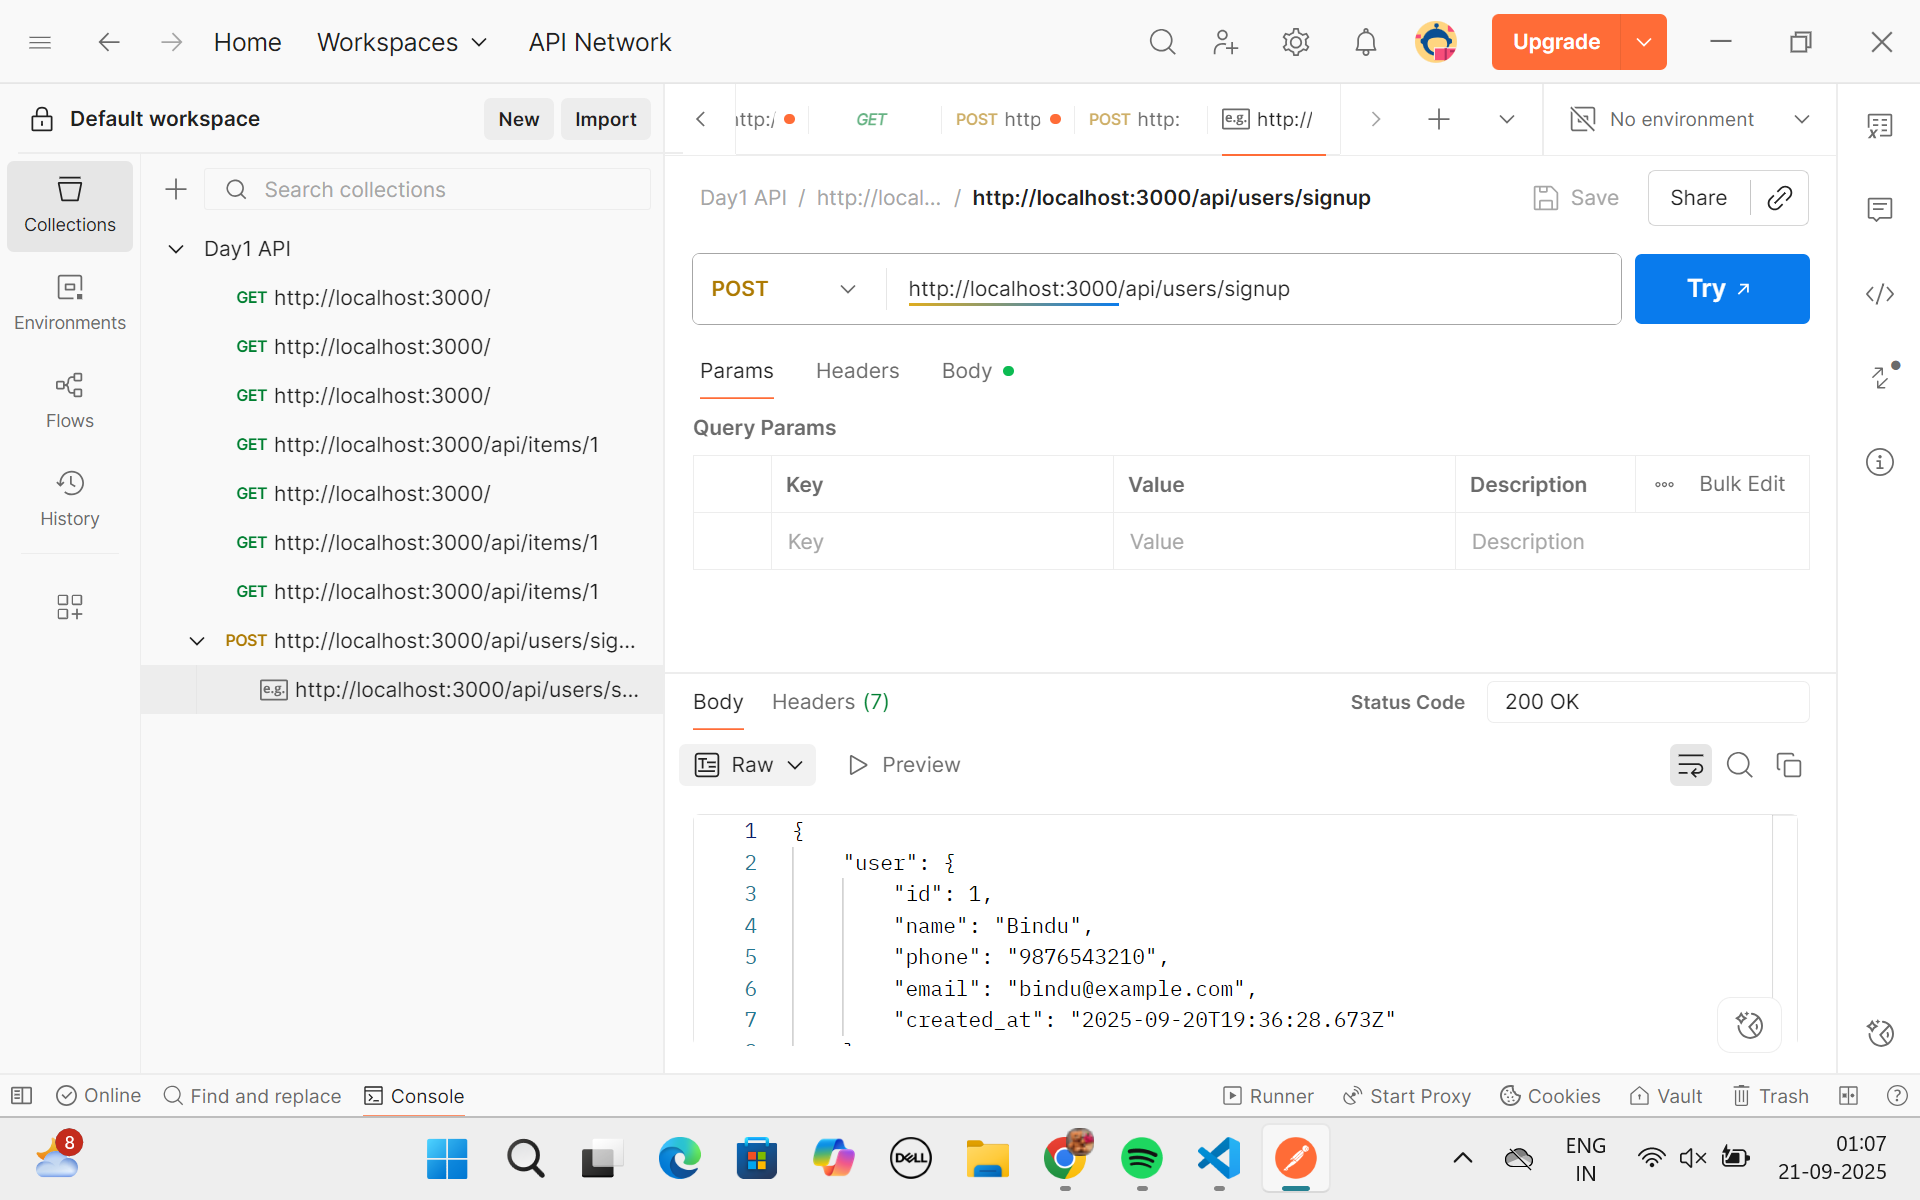 Home Workspaces API Network Upgrade
Default workspace New Import
GET POST http POST http: e.g. http:// No environment
Collections
Environments
Flows
History
Search collections
Day1 API
GET http://localhost:3000/
GET http://localhost:3000/
GET http://localhost:3000/
GET http://localhost:3000/api/items/1
GET http://localhost:3000/
GET http://localhost:3000/api/items/1
GET http://localhost:3000/api/items/1
POST http://localhost:3000/api/users/sig...
e.g. http://localhost:3000/api/users/s...
Day1 API / http://local... / http://localhost:3000/api/users/signup Save Share
POST http://localhost:3000/api/users/signup Try
Params Headers Body
Query Params
Key Value Description Bulk Edit
Key Value Description
Body Headers (7) Status Code 200 OK
Raw Preview
1 {
2 "user": {
3 "id": 1,
4 "name": "Bindu",
5 "phone": "9876543210",
6 "email": "bindu@example.com",
7 "created_at": "2025-09-20T19:36:28.673Z"
Online Find and replace Console Runner Start Proxy Cookies Vault Trash
8 DELL ENG 01:07
IN 21-09-2025